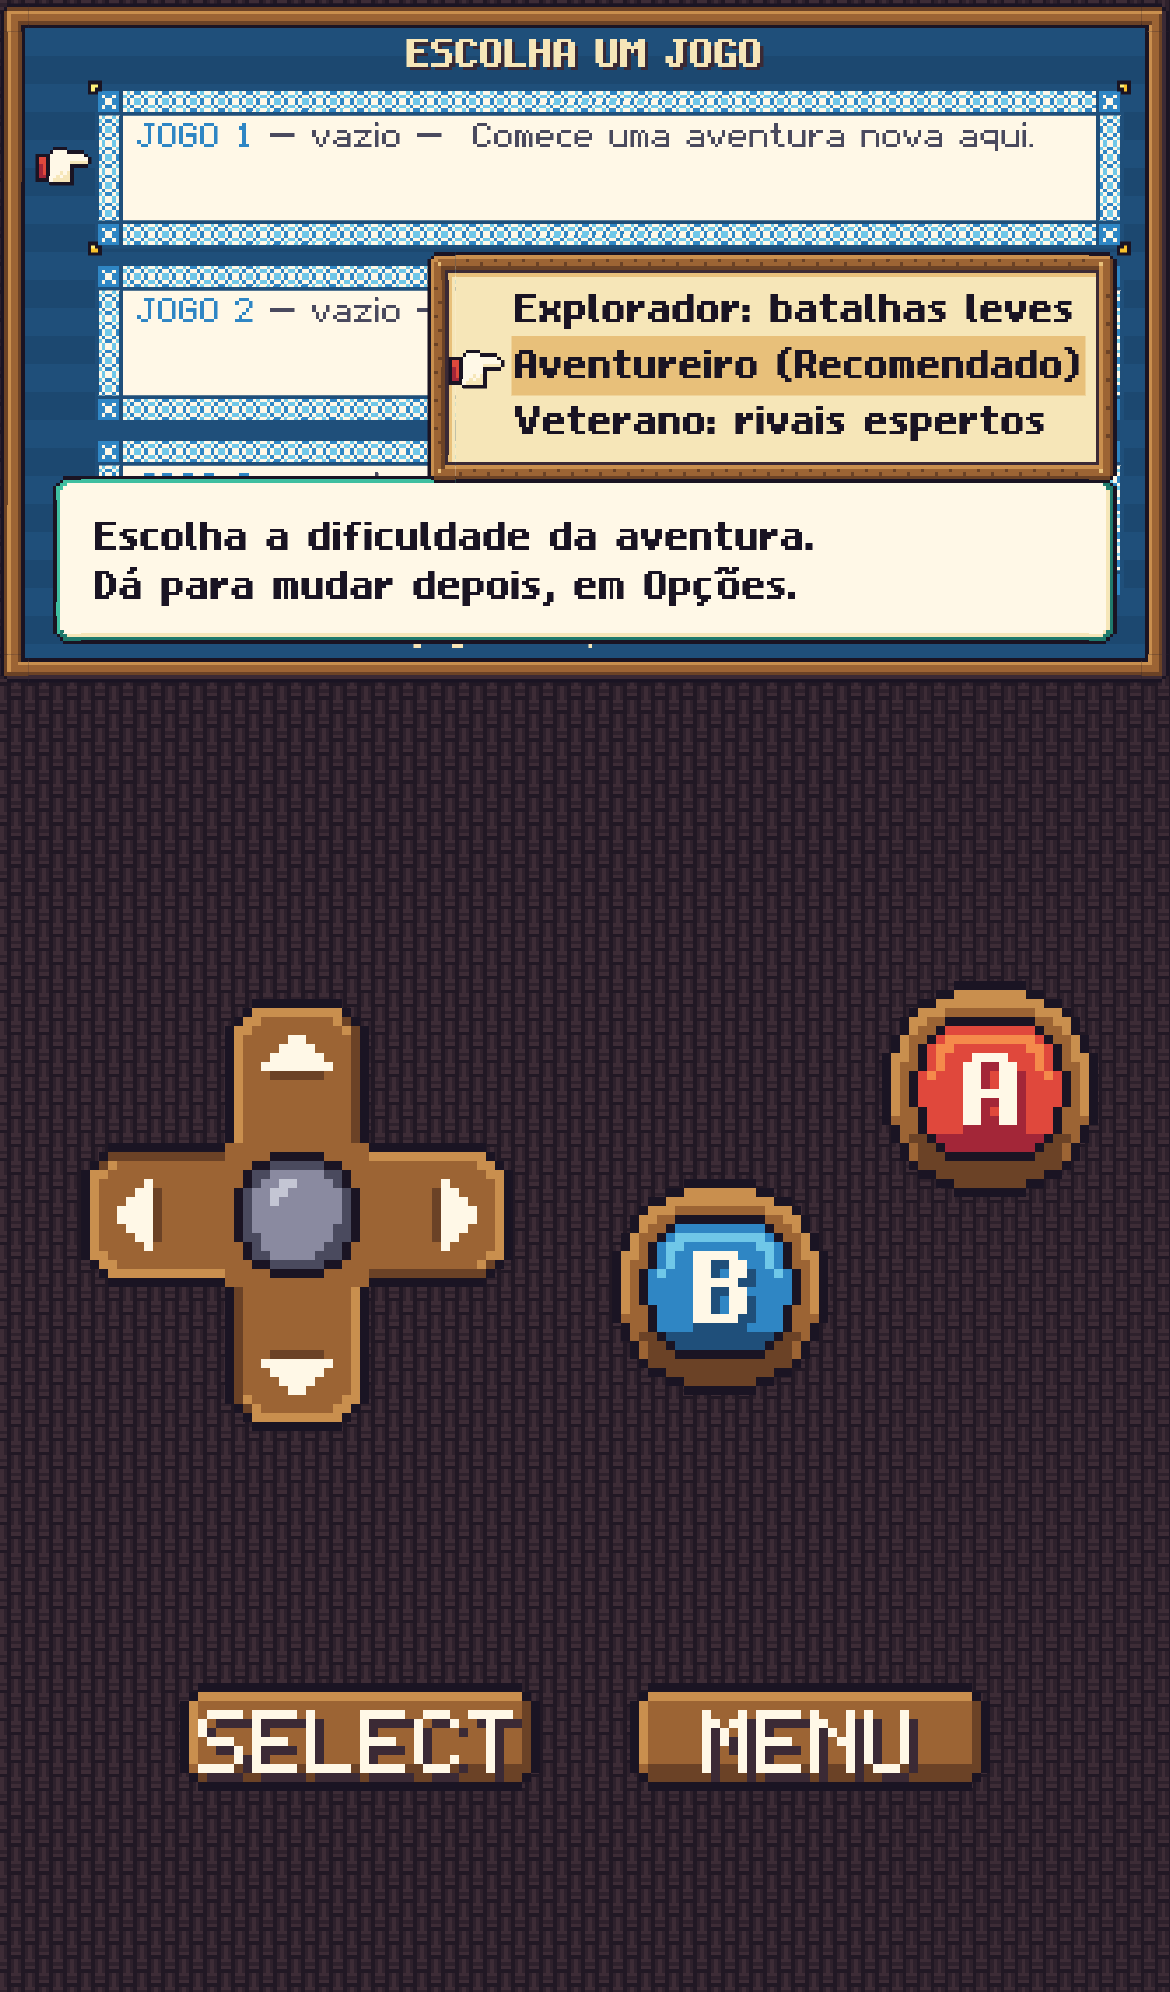 ESCOLHA UM JOGO
JOGO 1 — vazio — Comece uma aventura nova aqui.
JOGO 2 — vazio
Explorador: batalhas leves
Aventureiro (Recomendado)
Veterano: rivais espertos
Escolha a dificuldade da aventura.
Dá para mudar depois, em Opções.
A
B
SELECT
MENU